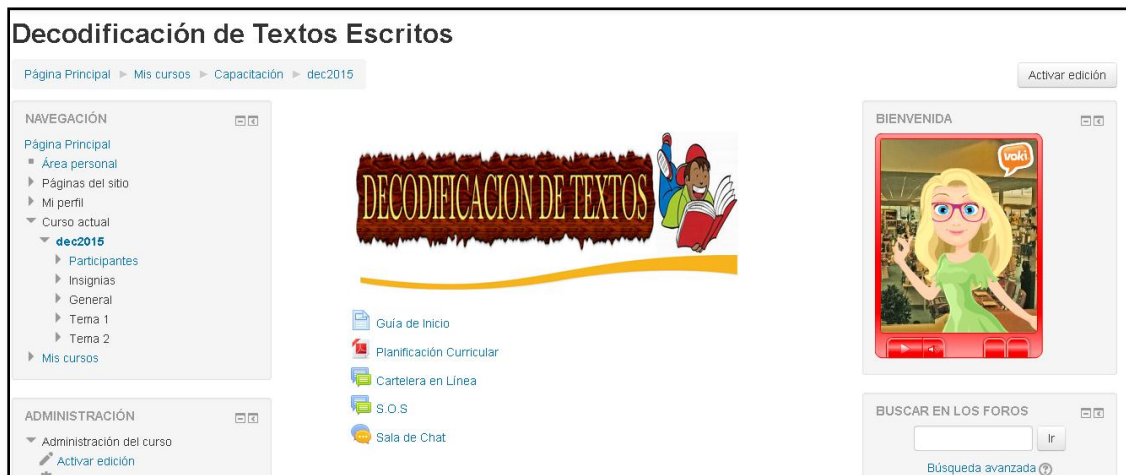 Decodificación de Textos Escritos
Página Principal ► Mis cursos ► Capacitación ► dec2015
Activar edición
NAVEGACIÓN
Página Principal
Área personal
Páginas del sitio
Mi perfil
Curso actual
dec2015
Participantes
Insignias
General
Tema 1
Tema 2
Mis cursos
ADMINISTRACIÓN
Administración del curso
Activar edición
DECODIFICACION DE TEXTOS
Guía de Inicio
Planificación Curricular
Cartelera en Línea
S.O.S
Sala de Chat
BIENVENIDA
voki
BUSCAR EN LOS FOROS
Ir
Búsqueda avanzada